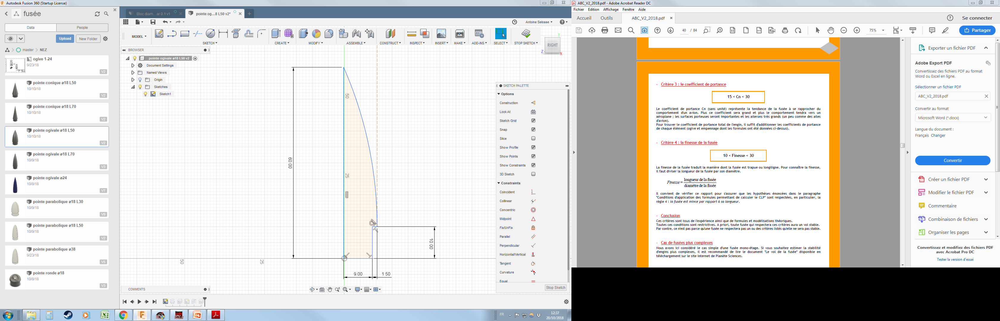 Autodesk Fusion 360 (Startup License)
fusée
Data
People
Upload
New Folder
master
NEZ
ogive 1-24
9/23/18
V2
pointe conique ø18 L50
10/10/18
V2
pointe conique ø18 L70
10/10/18
V2
pointe ogivale ø18 L50
10/10/18
V2
pointe ogivale ø18 L70
10/9/18
V3
pointe ogivale ø24
10/8/18
V7
pointe parabolique ø18 L30
10/9/18
V9
pointe parabolique ø18 L50
10/9/18
V2
pointe parabolique ø38
9/23/18
V5
pointe ronde ø18
10/8/18
V3
Bloc diam...ar 0.1 v1
pointe og...8 L50 v2*
Antoine Selosse
MODEL
SKETCH
CREATE
MODIFY
ASSEMBLE
CONSTRUCT
INSPECT
INSERT
MAKE
ADD-INS
SELECT
STOP SKETCH
BROWSER
pointe ogivale ø18 L50 v2
Document Settings
Named Views
Origin
Sketches
Sketch1
RIGHT
Y
Z
X
60.00
50
25
10.00
50
25
9.00
1.50
SKETCH PALETTE
Options
Construction
Look At
Sketch Grid
Snap
Slice
Show Profile
Show Points
Show Constraints
3D Sketch
Constraints
Coincident
Collinear
Concentric
Midpoint
Fix/UnFix
Parallel
Perpendicular
Horizontal/Vertical
Tangent
Curvature
Equal
Stop Sketch
COMMENTS
ABC_V2_2018.pdf - Adobe Acrobat Reader DC
Fichier Edition Affichage Fenêtre Aide
Accueil
Outils
ABC_V2_2018.pdf
Se connecter
40 / 84
75%
Partager
- Critère 3 : le coefficient de portance
15 < Cn < 30
Le coefficient de portance Cn (sans unité) représente la tendance de la fusée à se rapprocher du
comportement d'un avion. Plus ce coefficient sera grand et plus le comportement tendra vers un
aéroplane ; les surfaces porteuses seront importantes et les ailerons très grands (un peu comme des ailes
d'avion).
Pour trouver le coefficient de portance total de l'engin, il suffit d'additionner les coefficients de portance
de chaque élément (ogive et empennage dont les formules ont été données ci-dessus).
- Critère 4 : la finesse de la fusée
10 < Finesse < 30
La finesse de la fusée traduit la manière dont la fusée est trapue ou longiligne. Pour connaître la finesse,
il faut diviser la longueur de la fusée par son diamètre.
Finesse = longueur de la fusée
diamètre de la fusée
Il convient de vérifier ce rapport pour s'assurer que les hypothèses énoncées dans le paragraphe
"Conditions d'application des formules permettant de calculer le CLP" sont respectées, en particulier, la
règle 4 : la fusée est mince par rapport à sa longueur.
- Conclusion
Ces critères sont issus de l'expérience ainsi que de formules et modélisations théoriques.
Toutes ces conditions sont restrictives. A priori, toute fusée qui respectera ces critères aura un vol stable.
Par contre, ce n'est pas parce qu'une fusée ne respectera pas un ou des critères listés qu'elle ne sera pas stable.
- Cas de fusées plus complexes
Nous avons ici considéré le cas simple d'une fusée mono-étage. Si vous souhaitez estimer la stabilité
d'engins plus complexes, il est recommandé de lire le document "Le vol de la fusée" disponible en
téléchargement sur le site Internet de Planète Sciences.
Exporter un fichier PDF
Adobe Export PDF
Convertissez des fichiers PDF au format
Word ou Excel en ligne.
Sélectionner un fichier PDF
ABC_V2_2018.pdf
Convertir au format
Microsoft Word (*.docx)
Langue du document :
Français Changer
Convertir
Créer un fichier PDF
Modifier le fichier PDF
Commentaire
Combinaison de fichiers
Organiser les pages
Convertissez et modifiez des fichiers PDF
avec Acrobat Pro DC
Tester la version d'essai
FR
12:37
20/10/2018